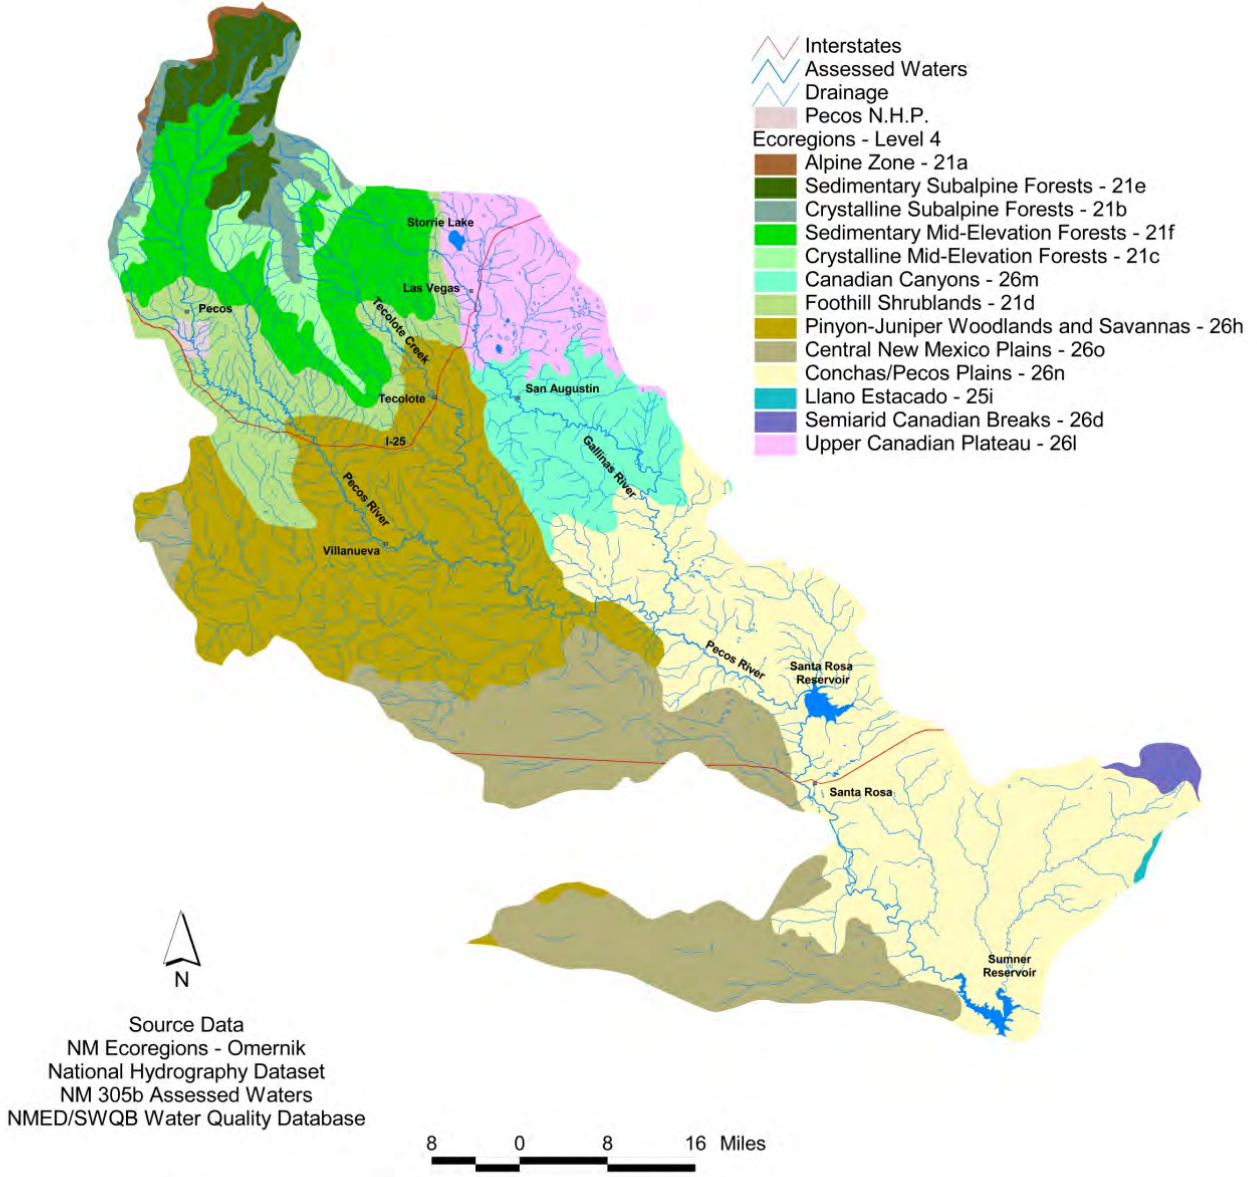 Interstates
Assessed Waters
Drainage
Pecos N.H.P.
Ecoregions - Level 4
Alpine Zone - 21a
Sedimentary Subalpine Forests - 21e
Crystalline Subalpine Forests - 21b
Sedimentary Mid-Elevation Forests - 21f
Crystalline Mid-Elevation Forests - 21c
Canadian Canyons - 26m
Foothill Shrublands - 21d
Pinyon-Juniper Woodlands and Savannas - 26h
Central New Mexico Plains - 26o
Conchas/Pecos Plains - 26n
Llano Estacado - 25i
Semiarid Canadian Breaks - 26d
Upper Canadian Plateau - 26l
Storrie Lake
Las Vegas
Pecos
Tecolote Creek
San Augustin
Tecolote
I-25
Gallinas River
Pecos River
Villanueva
Pecos River
Santa Rosa
Reservoir
Santa Rosa
Sumner
Reservoir
N
Source Data
NM Ecoregions - Omernik
National Hydrography Dataset
NM 305b Assessed Waters
NMED/SWQB Water Quality Database
8 0 8 16 Miles